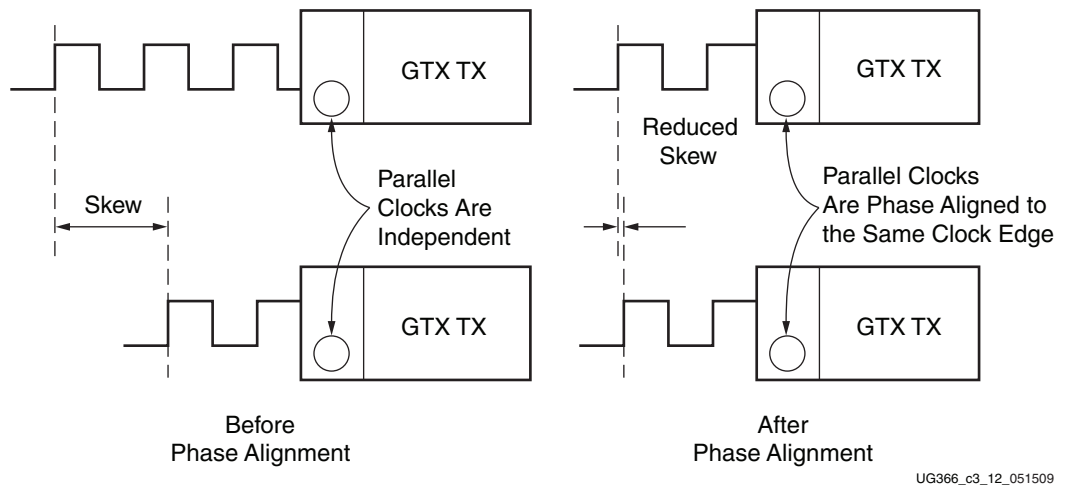 GTX TX
GTX TX
Reduced
Skew
Parallel
Clocks Are
Independent
Parallel Clocks
Are Phase Aligned to
the Same Clock Edge
Skew
GTX TX
GTX TX
Before
Phase Alignment
After
Phase Alignment
UG366_c3_12_051509